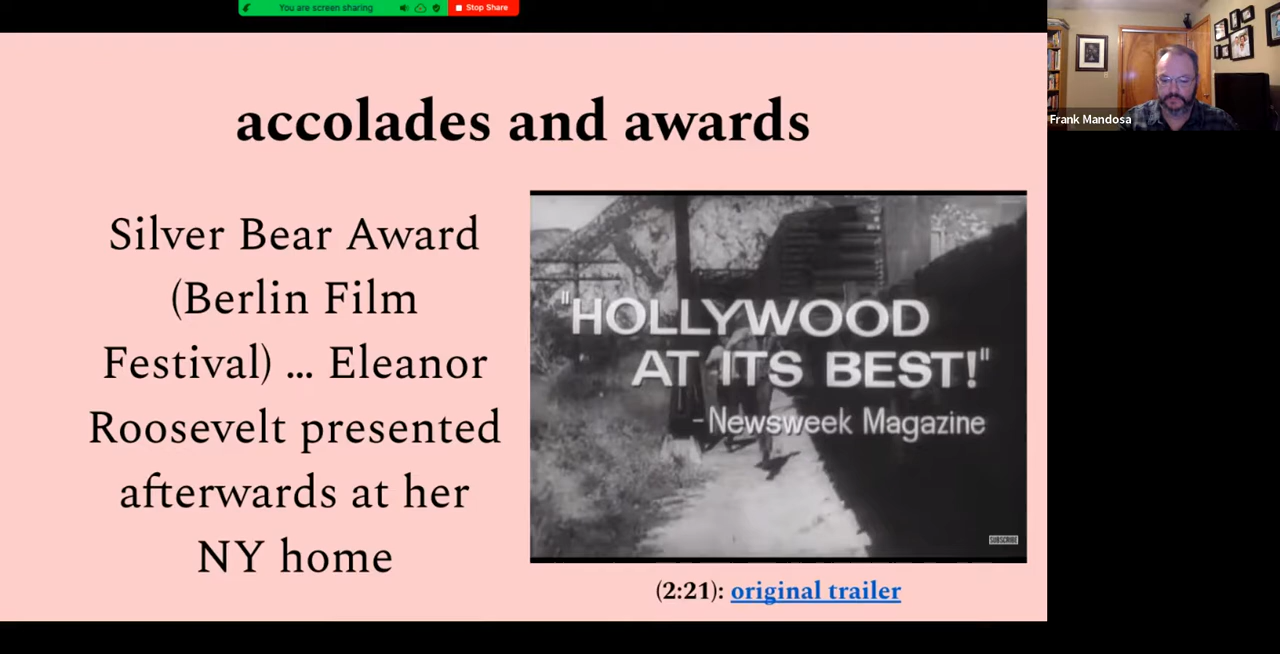 You are screen sharing
Stop Share
accolades and awards
Silver Bear Award
(Berlin Film
Festival) ... Eleanor
Roosevelt presented
afterwards at her
NY home
"HOLLYWOOD
AT ITS BEST!"
-Newsweek Magazine
SUBSCRIBE
(2:21): original trailer
Frank Mandosa